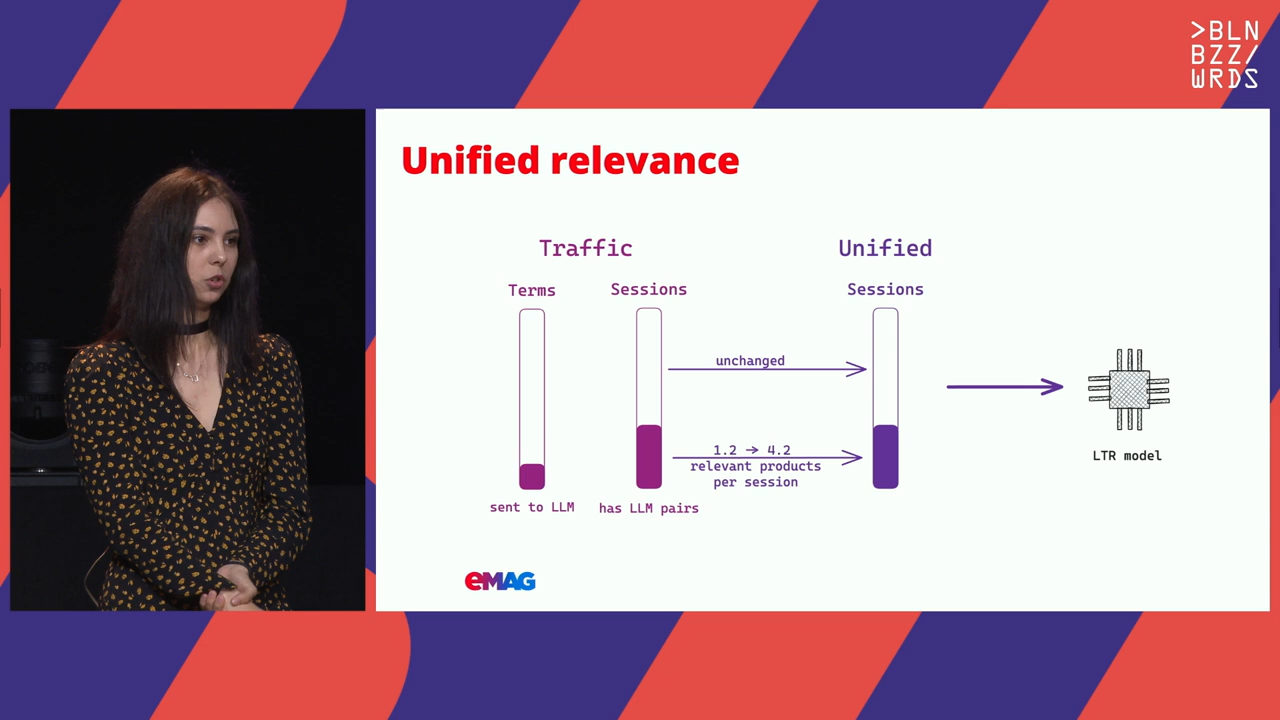 >BLN
BZZ/
WRDS
Unified relevance
Traffic
Unified
Terms
Sessions
Sessions
unchanged
1.2 → 4.2
relevant products
per session
LTR model
sent to LLM
has LLM pairs
eMAG